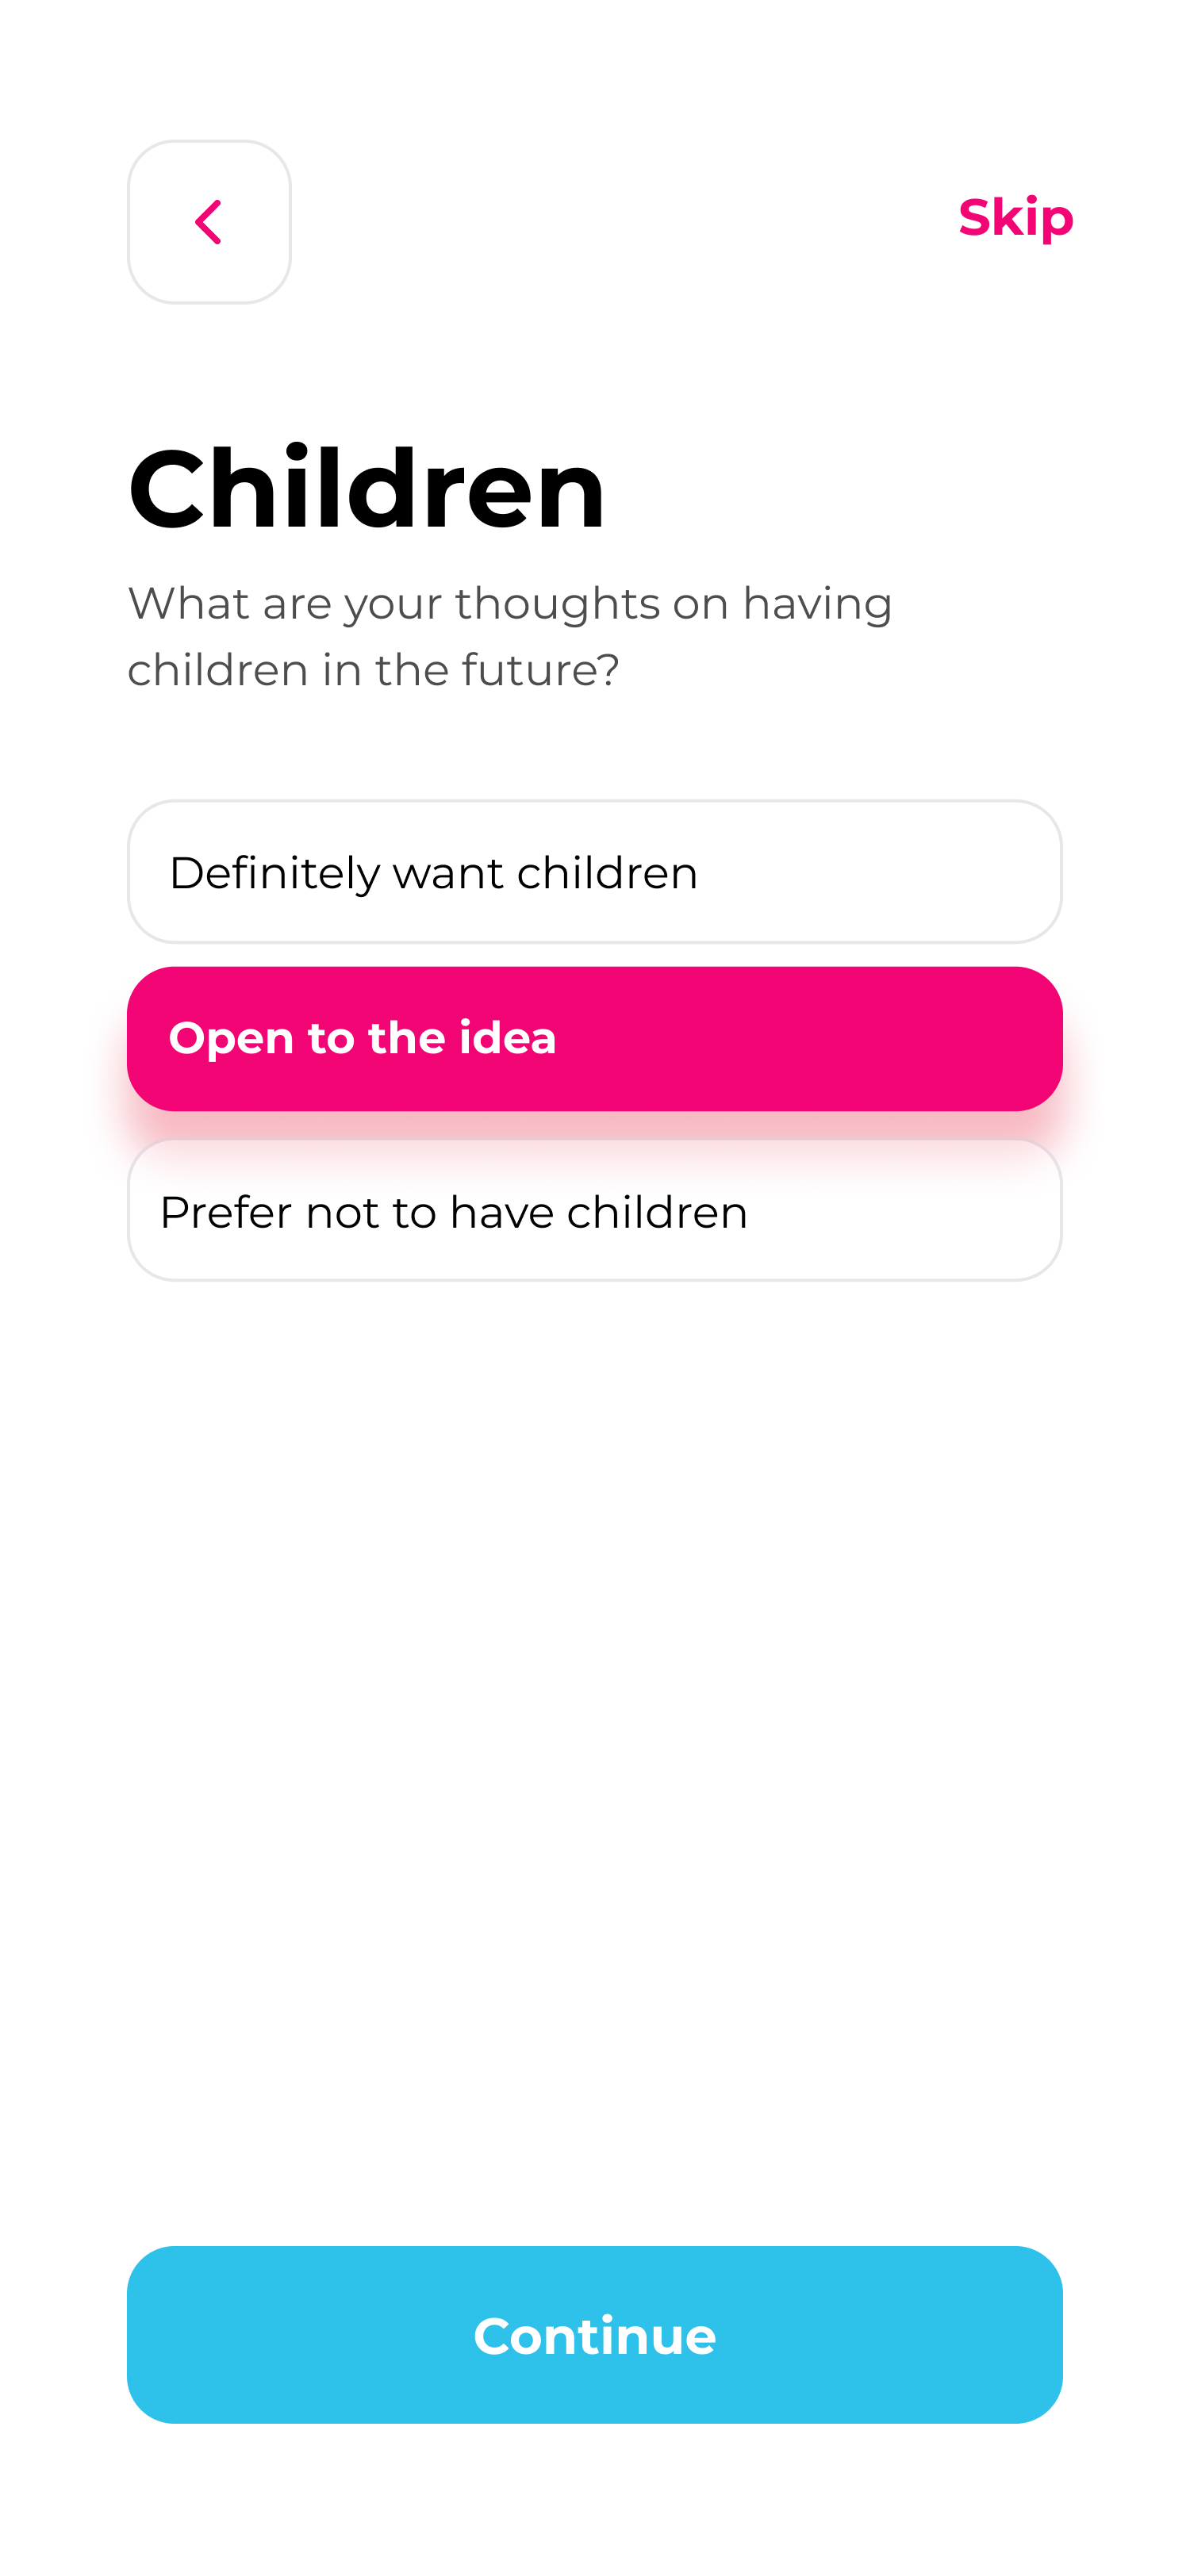 Skip
Children
What are your thoughts on having
children in the future?
Definitely want children
Open to the idea
Prefer not to have children
Continue